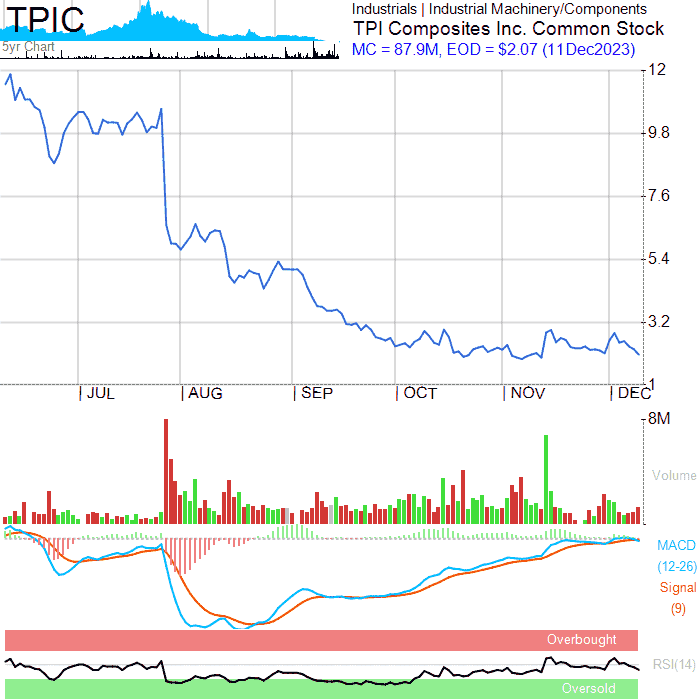 TPIC
5yr Chart
Industrials | Industrial Machinery/Components
TPI Composites Inc. Common Stock
MC = 87.9M, EOD = $2.07 (11Dec2023)
12
9.8
7.6
5.4
3.2
1
JUL AUG SEP OCT NOV DEC
8M
Volume
MACD
(12-26)
Signal
(9)
Overbought
RSI(14)
Oversold